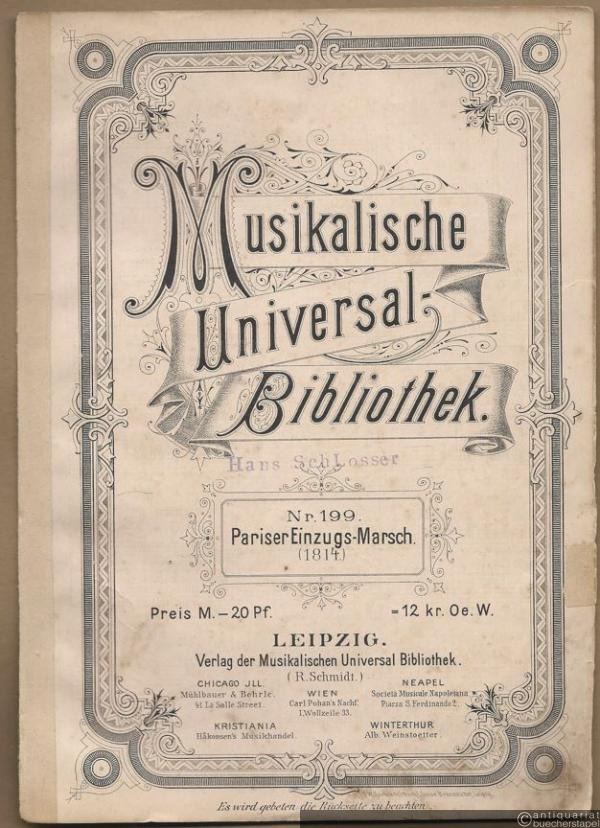 Musikalische
Universal-
Bibliothek.
Hans SchLosser
Nr. 199.
Pariser Einzugs-Marsch.
(1814.)
Preis M. – 20 Pf. = 12 kr. Oe. W.
LEIPZIG.
Verlag der Musikalischen Universal Bibliothek.
(R. Schmidt.)
CHICAGO JLL.
Mühlbauer & Behrle.
41 La Salle Street.
WIEN
Carl Pohan's Nachf.
I. Wollzeile 33.
NEAPEL
Società Musicale Napoletana
Piazza S. Ferdinando
KRISTIANIA
Håkonsen's Musikhandel.
WINTERTHUR
Alb. Weinstoetter.
Es wird gebeten die Rückseite zu beachten.
© antiquariat
buecherstapel